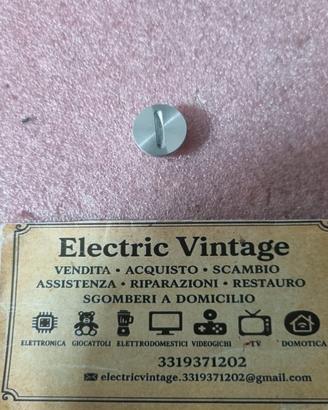 Electric Vintage
VENDITA • ACQUISTO • SCAMBIO
ASSISTENZA • RIPARAZIONI • RESTAURO
SGOMBERI A DOMICILIO
ELETTRONICA GIOCATTOLI ELETTRODOMESTICI VIDEOGICHI TV DOMOTICA
3319371202
electricvintage.3319371202@gmail.com